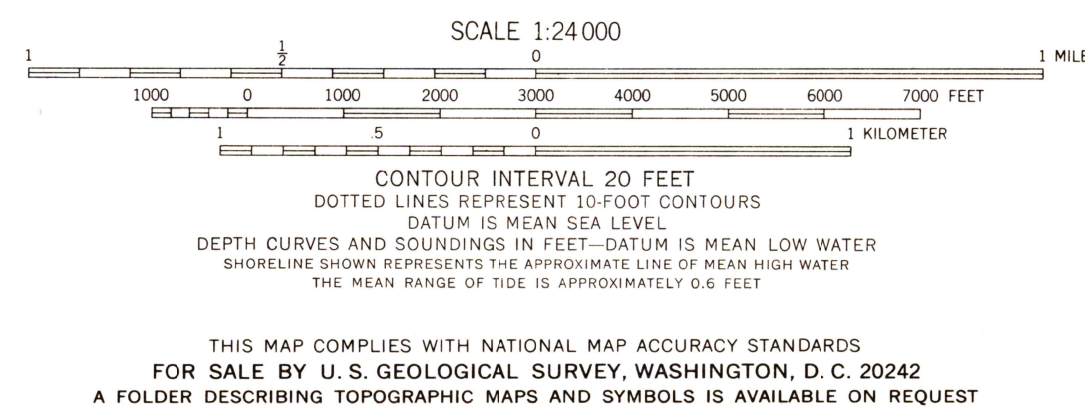 SCALE 1:24 000
1 ½ 0 1 MILE
1000 0 1000 2000 3000 4000 5000 6000 7000 FEET
1 .5 0 1 KILOMETER
CONTOUR INTERVAL 20 FEET
DOTTED LINES REPRESENT 10-FOOT CONTOURS
DATUM IS MEAN SEA LEVEL
DEPTH CURVES AND SOUNDINGS IN FEET—DATUM IS MEAN LOW WATER
SHORELINE SHOWN REPRESENTS THE APPROXIMATE LINE OF MEAN HIGH WATER
THE MEAN RANGE OF TIDE IS APPROXIMATELY 0.6 FEET
THIS MAP COMPLIES WITH NATIONAL MAP ACCURACY STANDARDS
FOR SALE BY U. S. GEOLOGICAL SURVEY, WASHINGTON, D. C. 20242
A FOLDER DESCRIBING TOPOGRAPHIC MAPS AND SYMBOLS IS AVAILABLE ON REQUEST